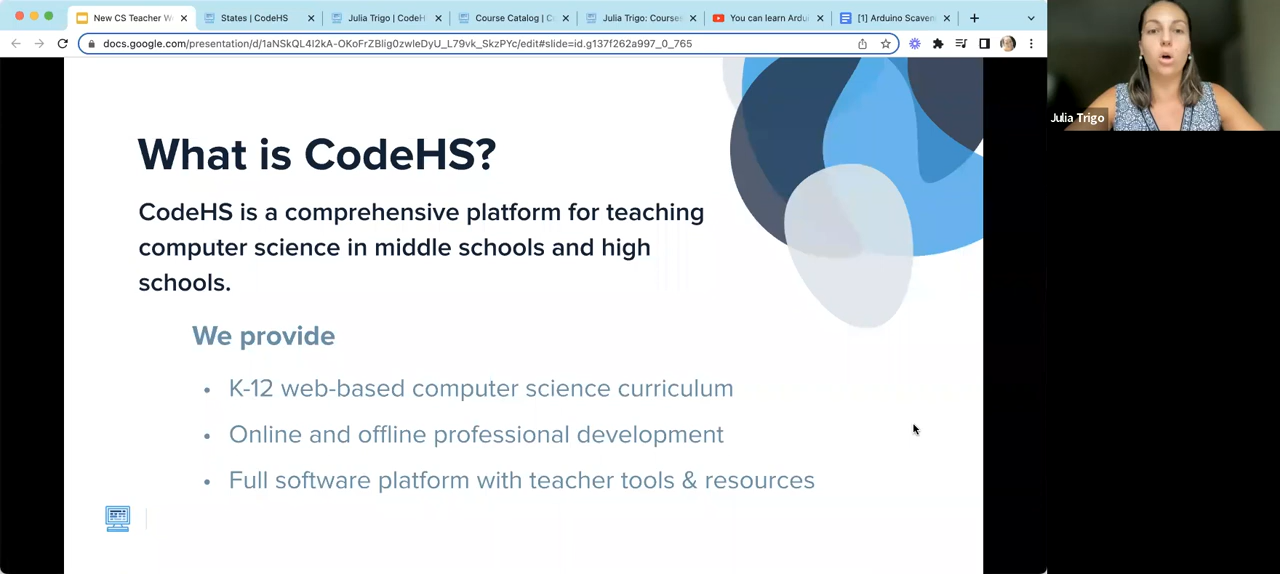 New CS Teacher W
States | CodeHS
Julia Trigo | CodeH
Course Catalog | C
Julia Trigo: Course
You can learn Ardu
[1] Arduino Scaven
docs.google.com/presentation/d/1aNSkQL4I2kA-OKoFrZBIig0zwIeDyU_L79vk_SkzPYc/edit#slide=id.g137f262a997_0_765
Julia Trigo
What is CodeHS?
CodeHS is a comprehensive platform for teaching
computer science in middle schools and high
schools.
We provide
• K-12 web-based computer science curriculum
• Online and offline professional development
• Full software platform with teacher tools & resources